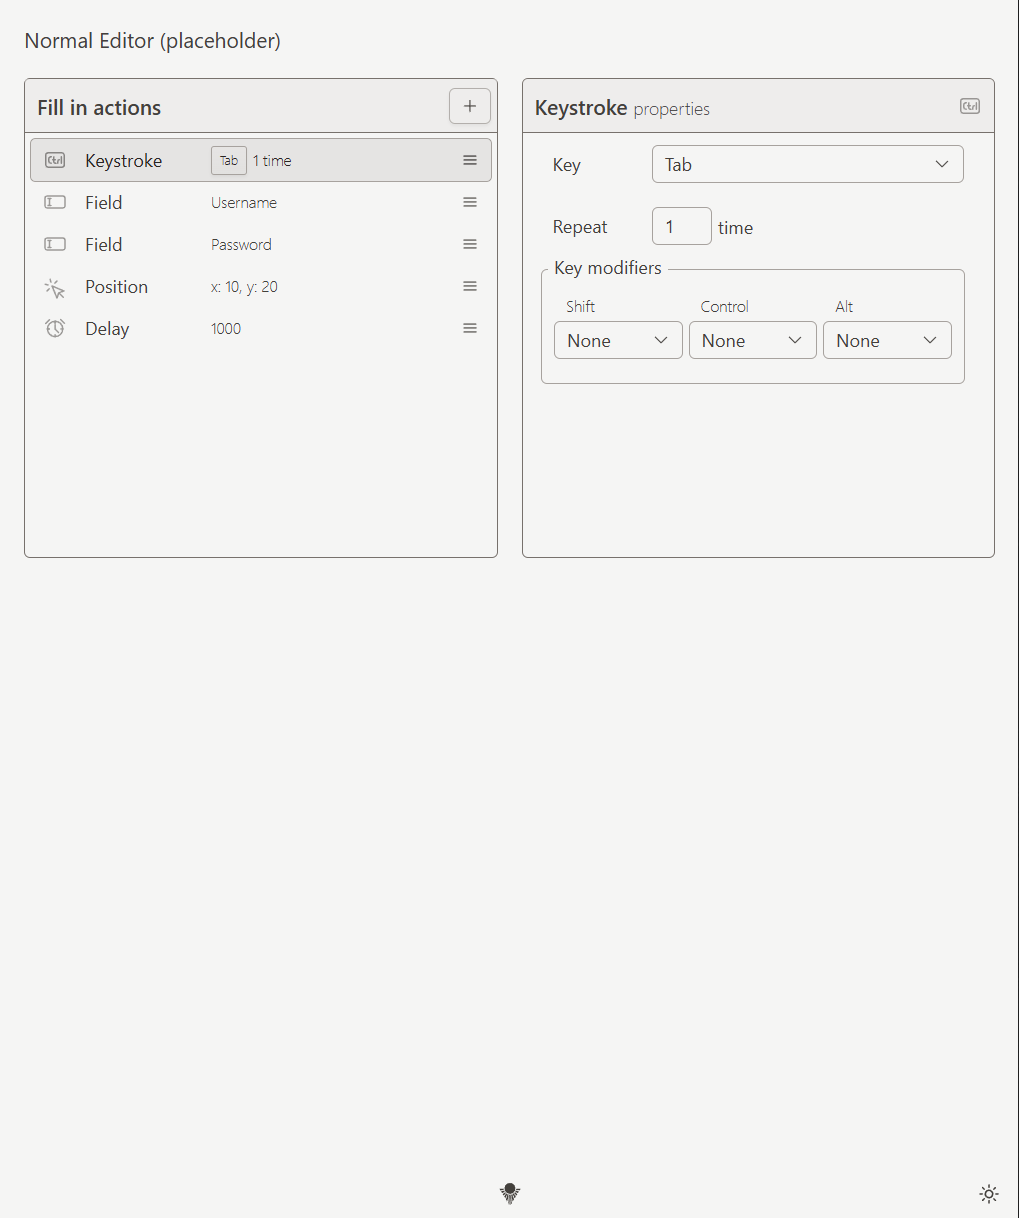 Normal Editor (placeholder)
Fill in actions
Ctrl Keystroke Tab 1 time
Field Username
Field Password
Position x: 10, y: 20
Delay 1000
Keystroke properties Ctrl
Key Tab
Repeat 1 time
Key modifiers
Shift Control Alt
None None None